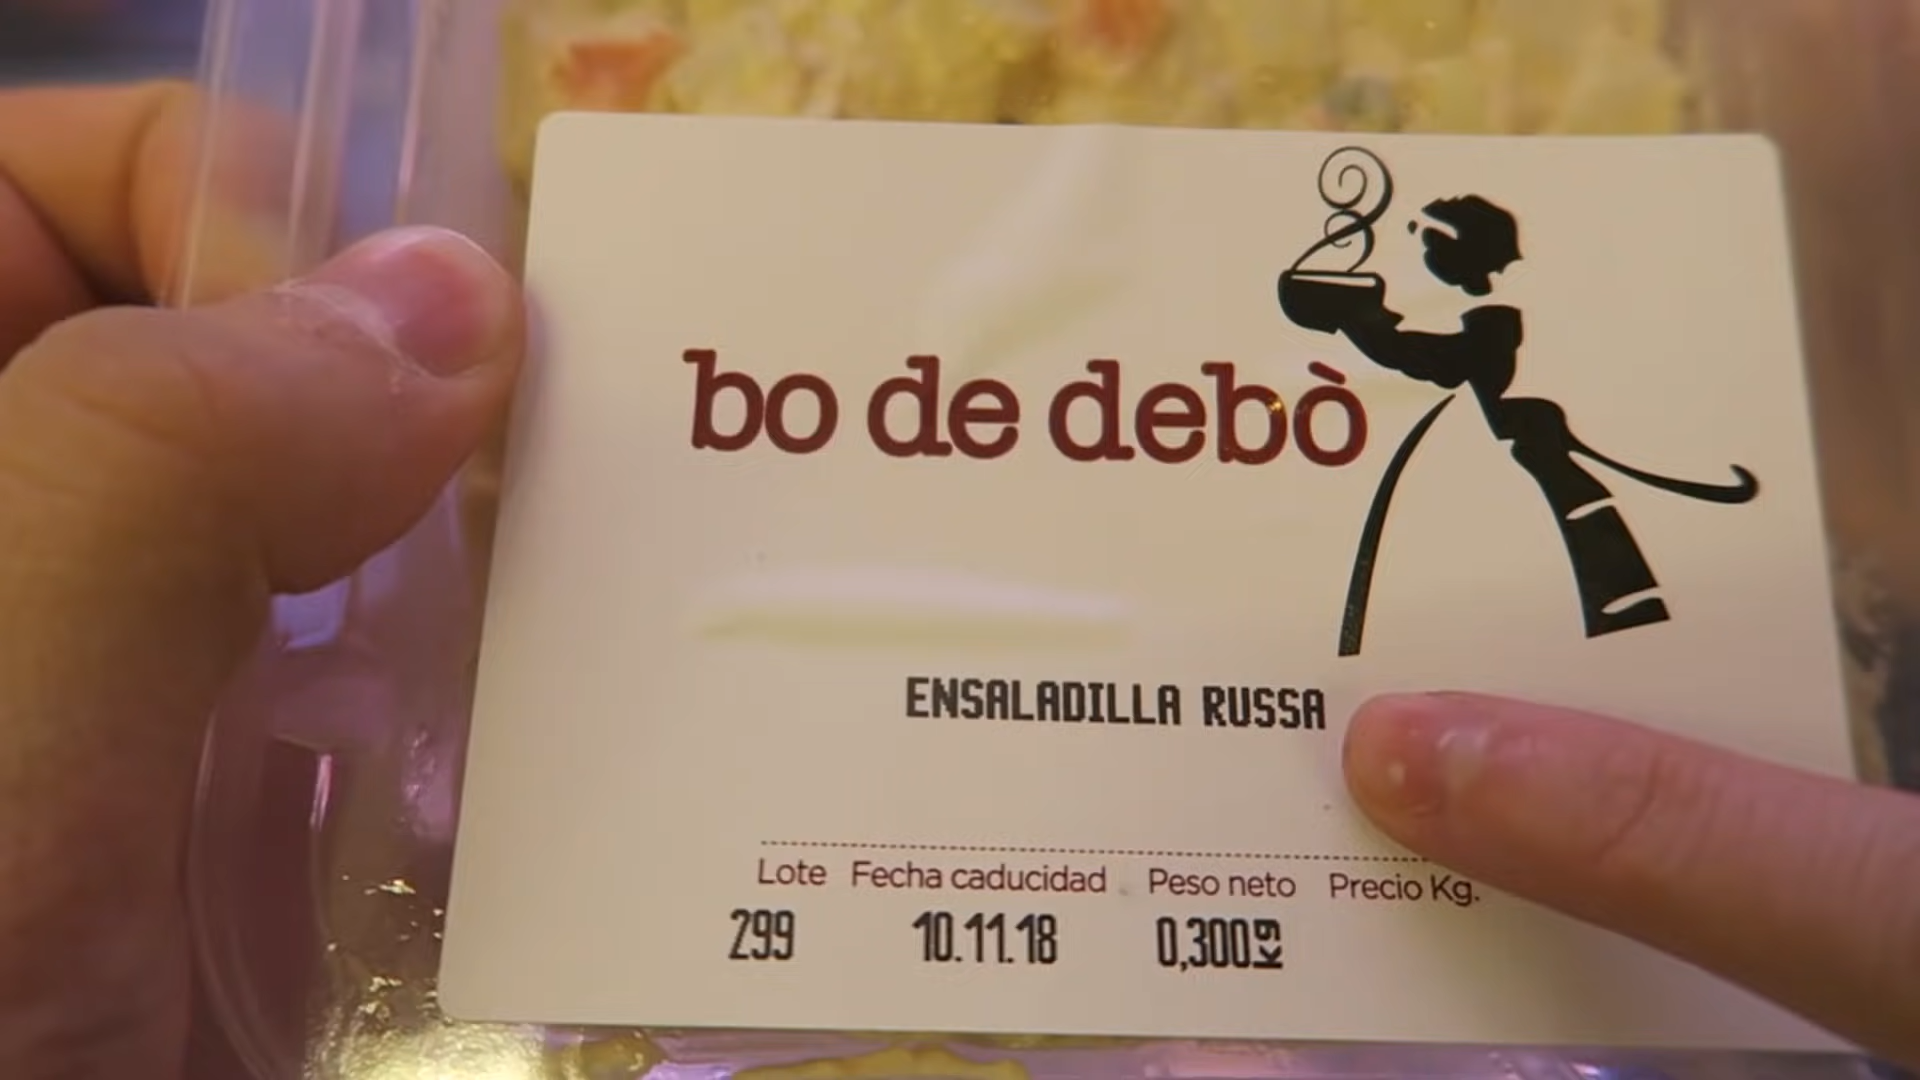 bo de debò
ENSALADILLA RUSSA
Lote Fecha caducidad Peso neto Precio Kg.
299 10.11.18 0,300Kg